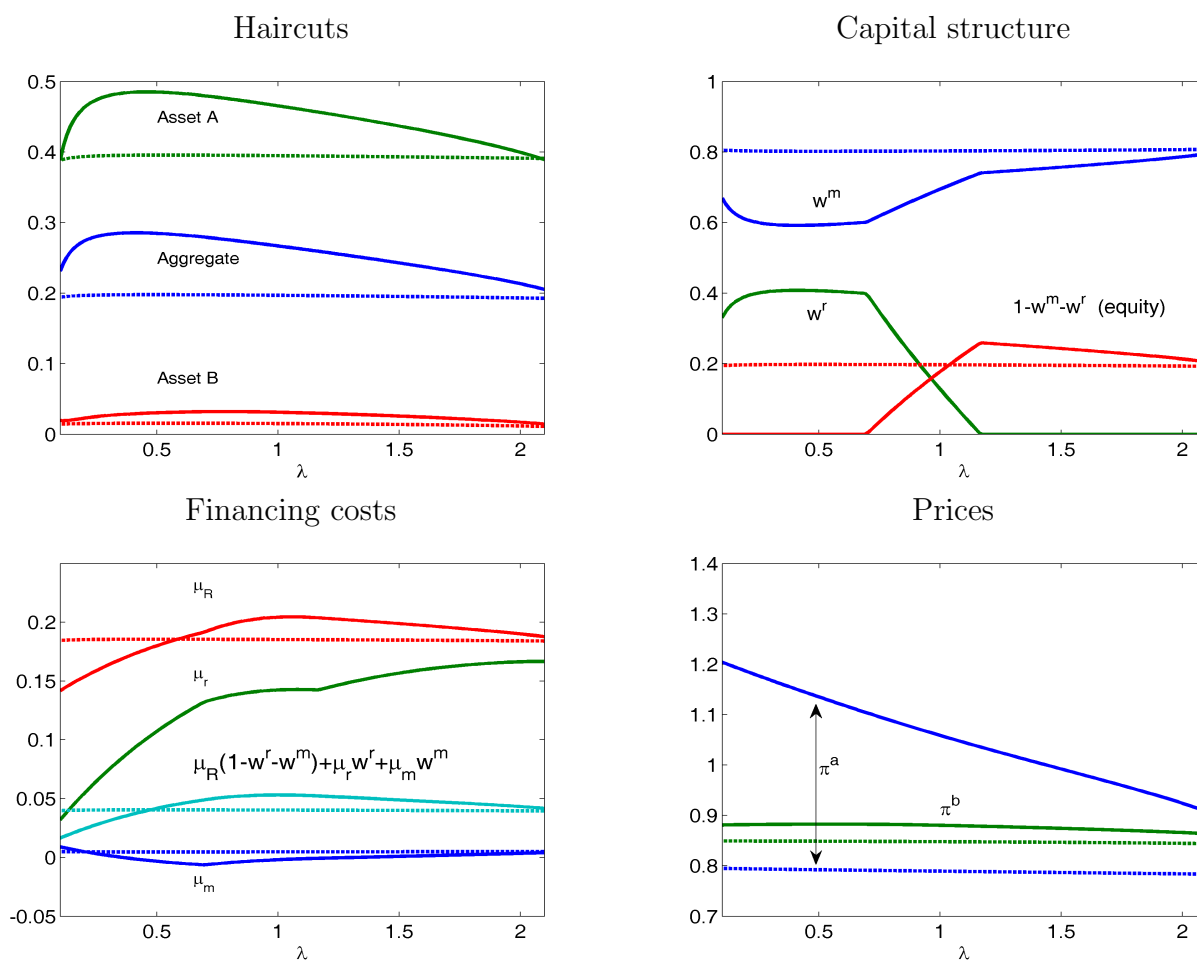 Haircuts
0.5
0.4
0.3
0.2
0.1
0
Asset A
Aggregate
Asset B
0.5 1 1.5 2
λ
Capital structure
1
0.8
0.6
0.4
0.2
0
w^m
w^r
1-w^m-w^r (equity)
0.5 1 1.5 2
λ
Financing costs
0.2
0.15
0.1
0.05
0
-0.05
μ_R
μ_r
μ_R(1-w^r-w^m)+μ_r w^r+μ_m w^m
μ_m
0.5 1 1.5 2
λ
Prices
1.4
1.3
1.2
1.1
1
0.9
0.8
0.7
π^a
π^b
0.5 1 1.5 2
λ